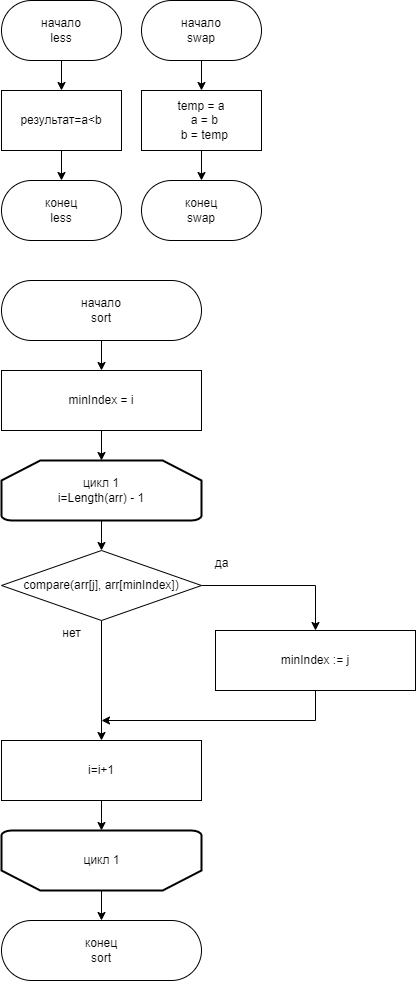 начало
less
результат=a<b
конец
less
начало
swap
temp = a
a = b
b = temp
конец
swap
начало
sort
minIndex = i
цикл 1
i=Length(arr) - 1
compare(arr[j], arr[minIndex])
да
нет
minIndex := j
i=i+1
цикл 1
конец
sort